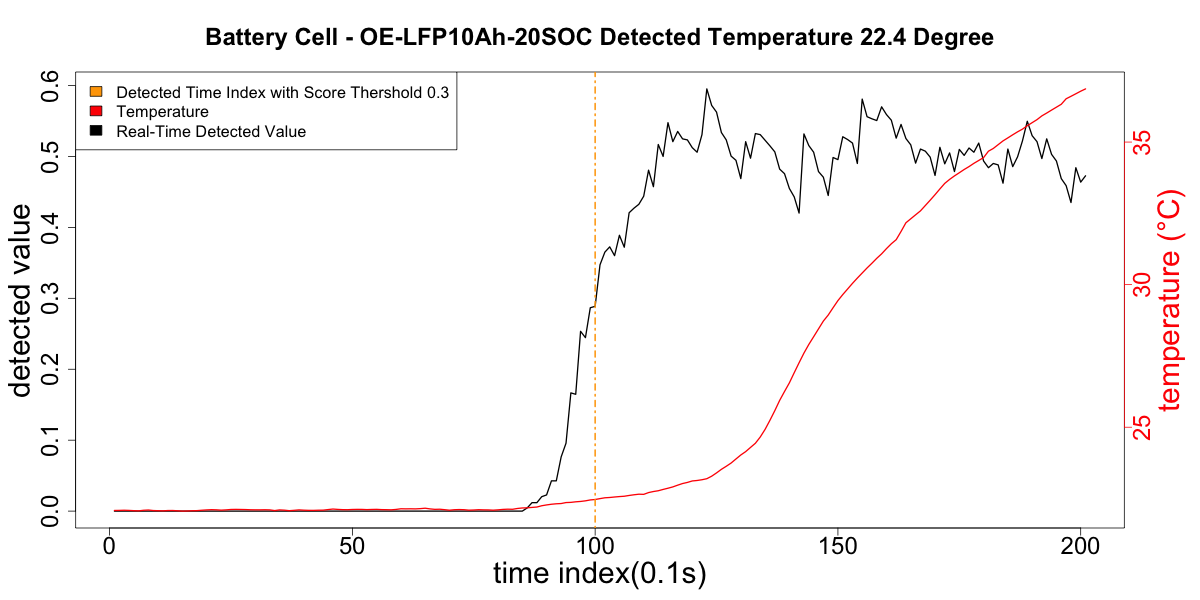 Battery Cell - OE-LFP10Ah-20SOC Detected Temperature 22.4 Degree
Detected Time Index with Score Thershold 0.3
Temperature
Real-Time Detected Value
detected value
0.6
0.5
0.4
0.3
0.2
0.1
0.0
35
30
25
temperature (°C)
0 50 100 150 200
time index(0.1s)